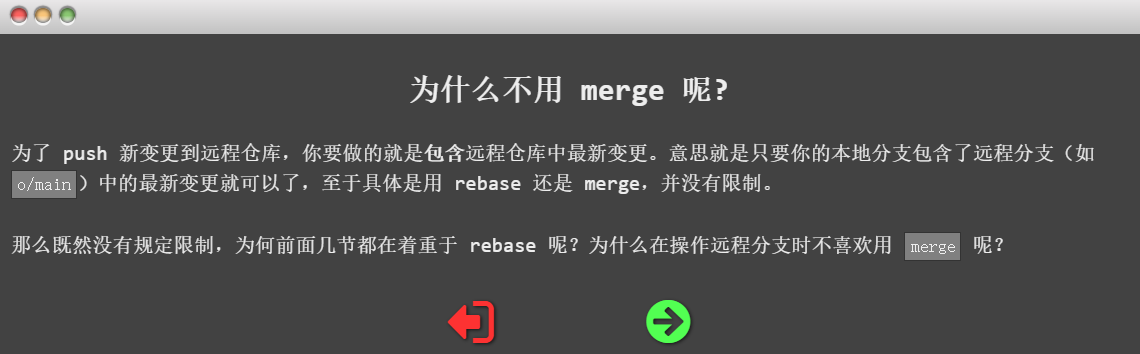 为什么不用 merge 呢?
为了 push 新变更到远程仓库，你要做的就是包含远程仓库中最新变更。意思就是只要你的本地分支包含了远程分支（如
o/main）中的最新变更就可以了，至于具体是用 rebase 还是 merge，并没有限制。
那么既然没有规定限制，为何前面几节都在着重于 rebase 呢？为什么在操作远程分支时不喜欢用 merge 呢？